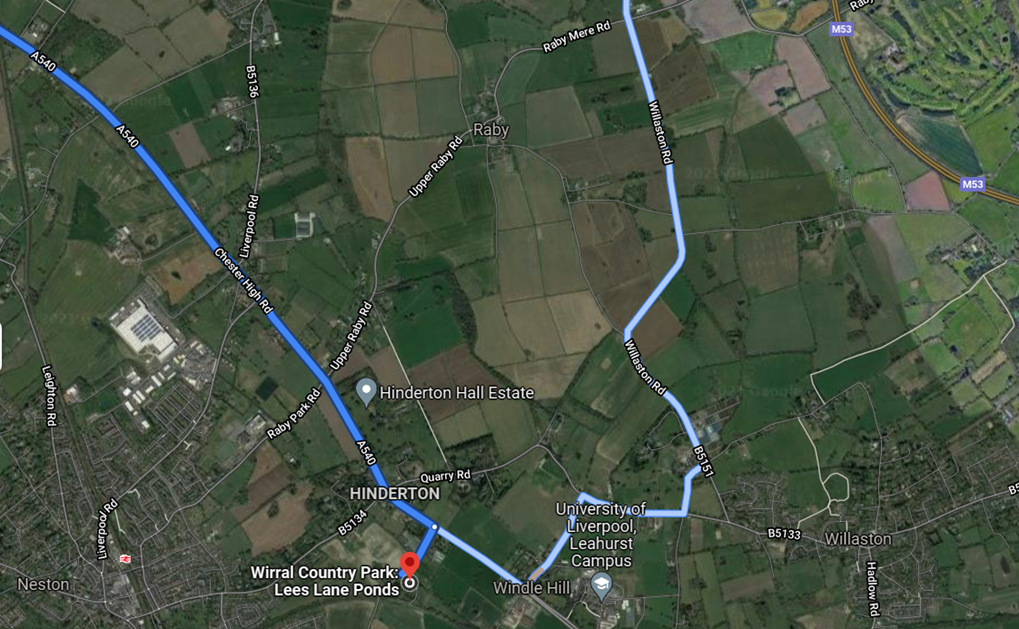 Raby
M53
Raby Mere Rd
A540
B5136
Willaston Rd
A540
Raby
Upper Raby Rd
M53
Liverpool Rd
Chester High Rd
Upper Raby Rd
Willaston Rd
Leighton Rd
Hinderton Hall Estate
Raby Park Rd
A540
B5151
Quarry Rd
HINDERTON
Liverpool Rd
B5134
University of
Liverpool,
Leahurst
Campus
B5133
Willaston
Wirral Country Park:
Lees Lane Ponds
Neston
Windle Hill
Hadlow Rd